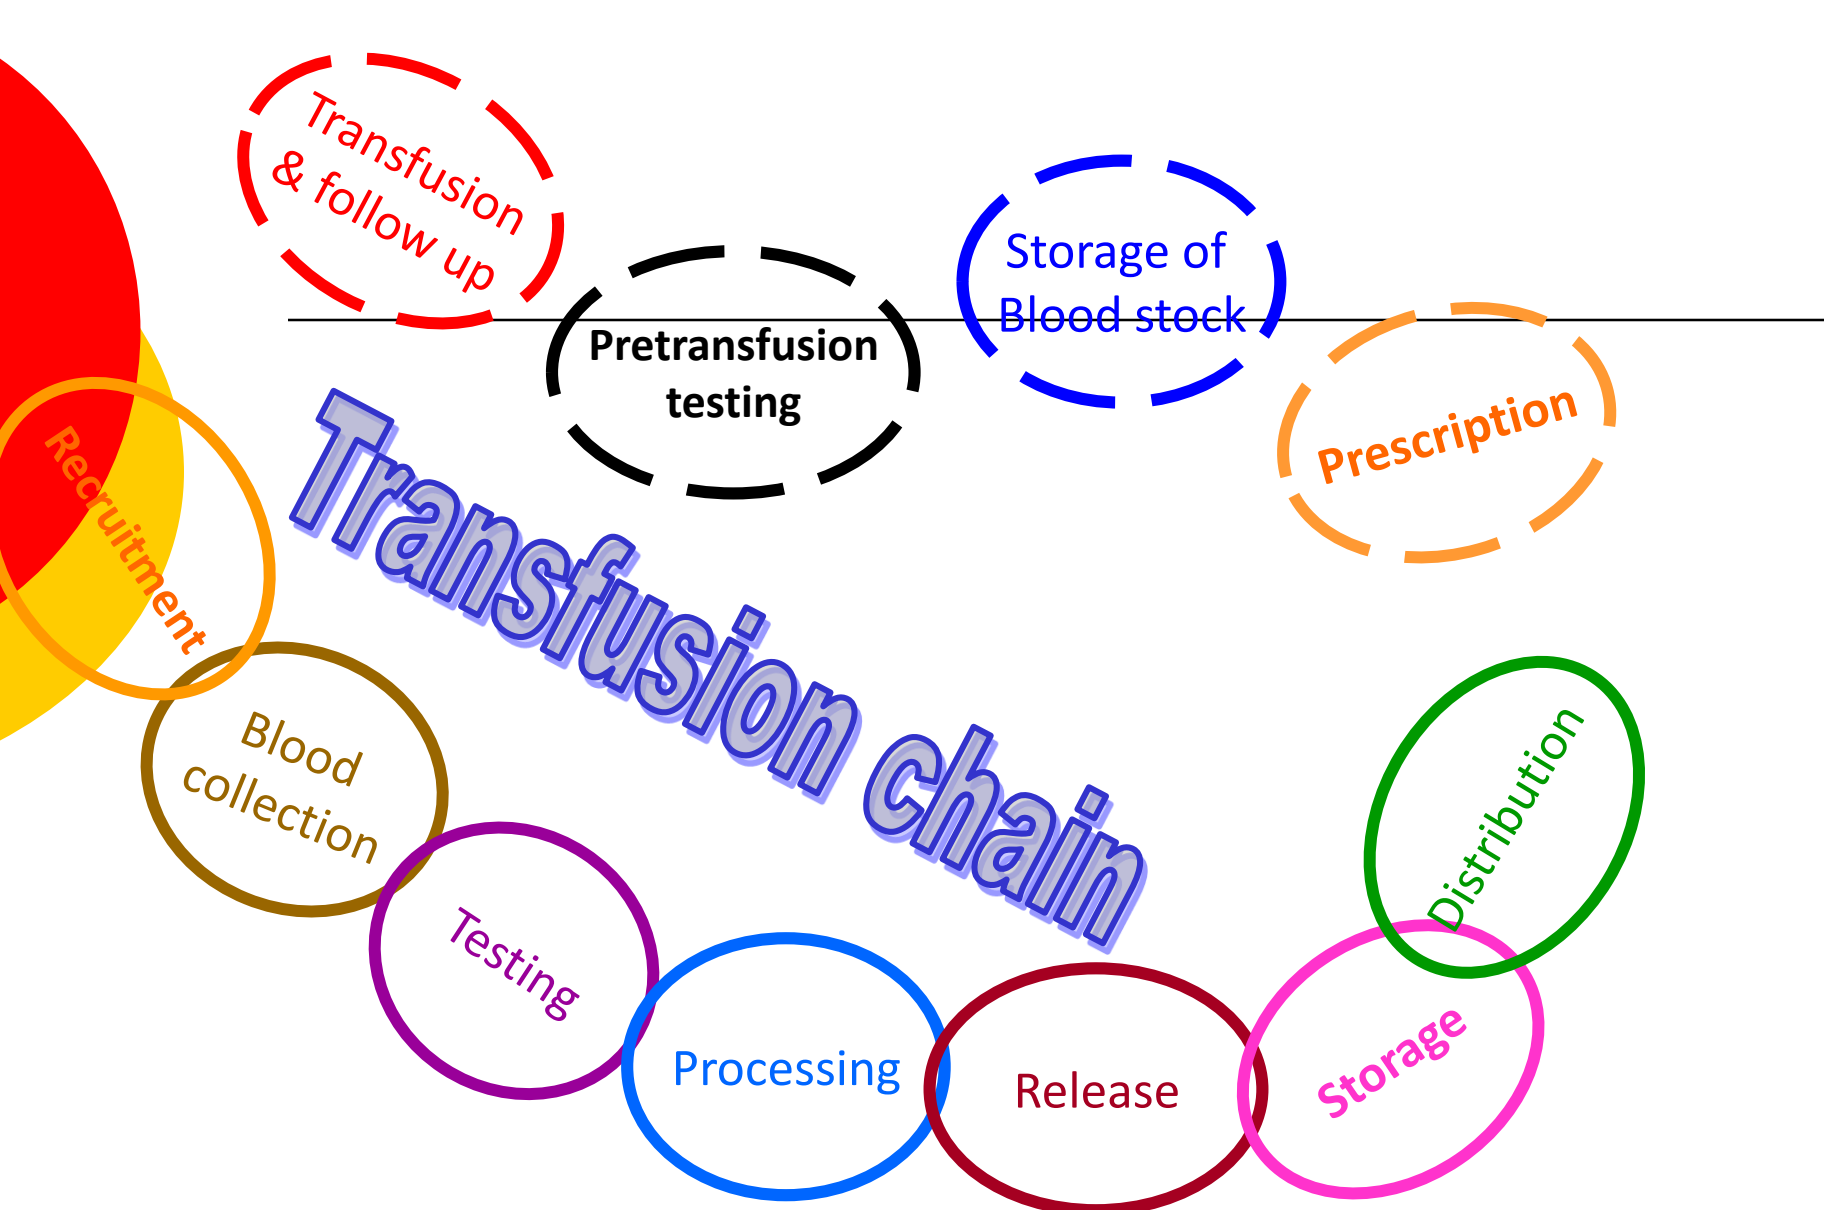 Transfusion
& follow up
Storage of
Blood stock
Pretransfusion
testing
Prescription
Recruitment
Transfusion chain
Blood
collection
Distribution
Testing
Storage
Processing
Release